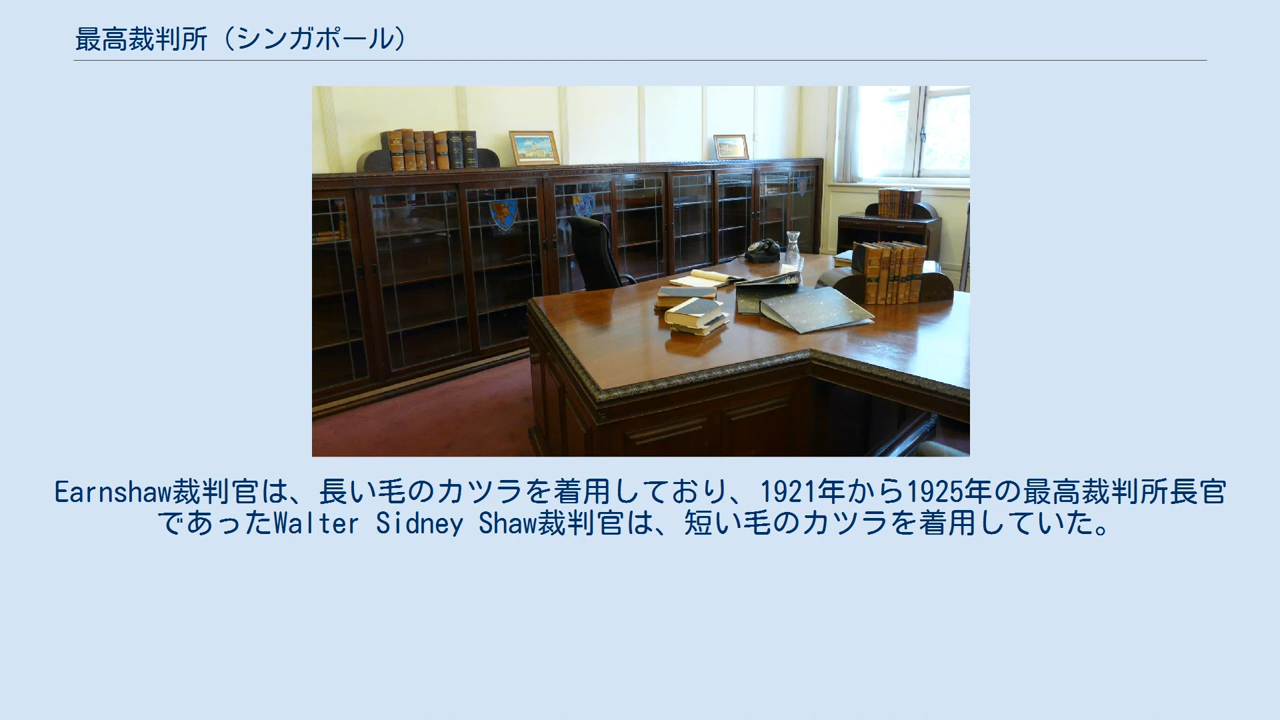 最高裁判所（シンガポール）
Earnshaw裁判官は、長い毛のカツラを着用しており、1921年から1925年の最高裁判所長官
であったWalter Sidney Shaw裁判官は、短い毛のカツラを着用していた。